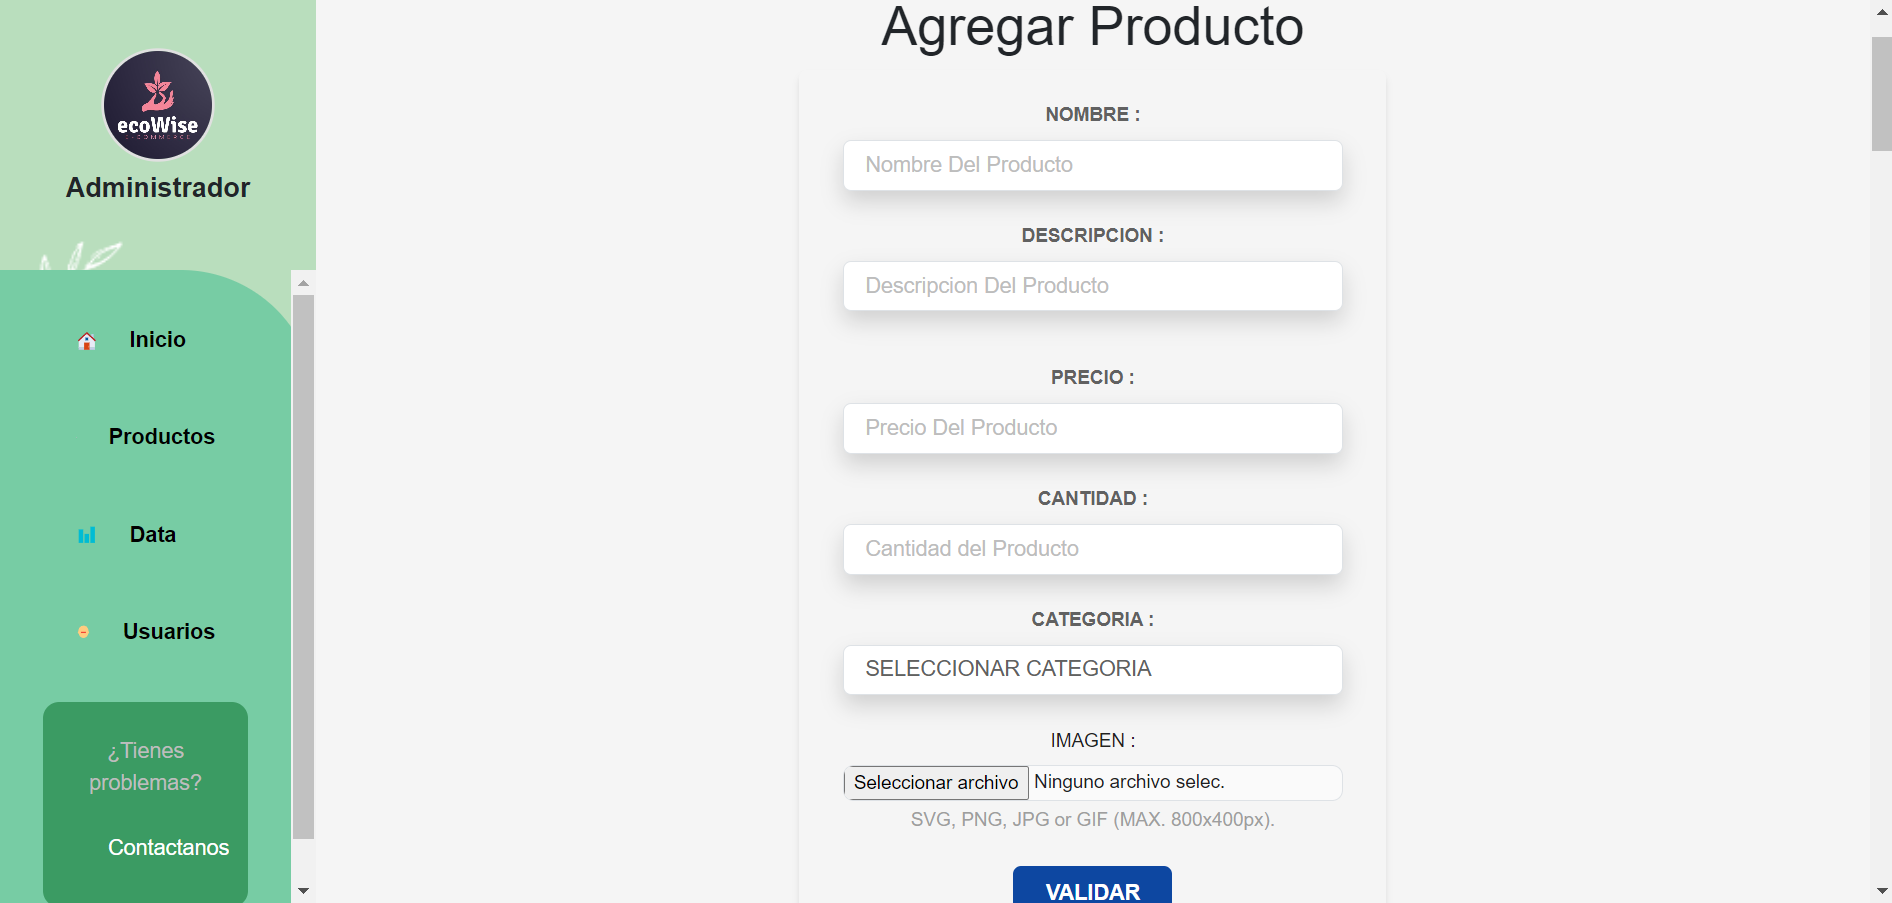 ecoWise
E-COMMERCE
Administrador
Inicio
Productos
Data
Usuarios
¿Tienes
problemas?
Contactanos
Agregar Producto
NOMBRE :
Nombre Del Producto
DESCRIPCION :
Descripcion Del Producto
PRECIO :
Precio Del Producto
CANTIDAD :
Cantidad del Producto
CATEGORIA :
SELECCIONAR CATEGORIA
IMAGEN :
Seleccionar archivo Ninguno archivo selec.
SVG, PNG, JPG or GIF (MAX. 800x400px).
VALIDAR